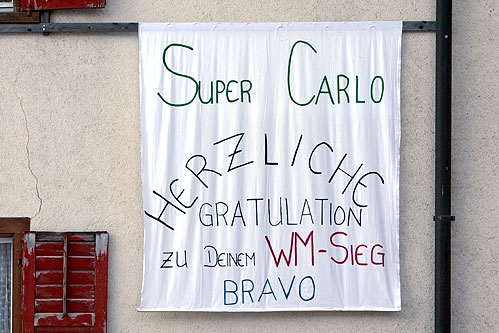 SUPER CARLO
HERZLICHE
GRATULATION
ZU DEINEM WM-SIEG
BRAVO